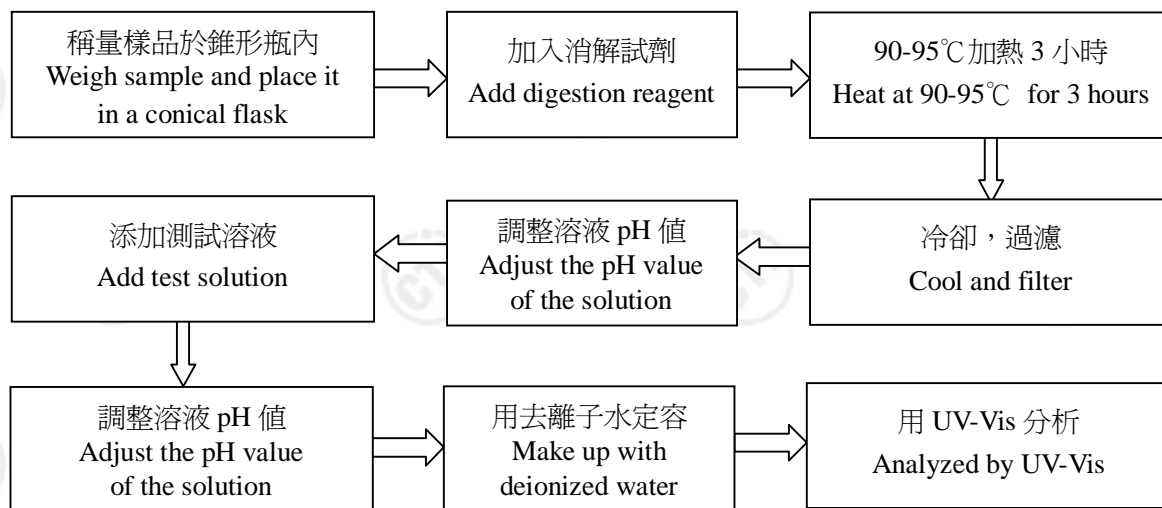 稱量樣品於錐形瓶內
Weigh sample and place it
in a conical flask
加入消解試劑
Add digestion reagent
90-95℃加熱 3 小時
Heat at 90-95℃ for 3 hours
冷卻，過濾
Cool and filter
調整溶液 pH 值
Adjust the pH value
of the solution
添加測試溶液
Add test solution
調整溶液 pH 值
Adjust the pH value
of the solution
用去離子水定容
Make up with
deionized water
用 UV-Vis 分析
Analyzed by UV-Vis